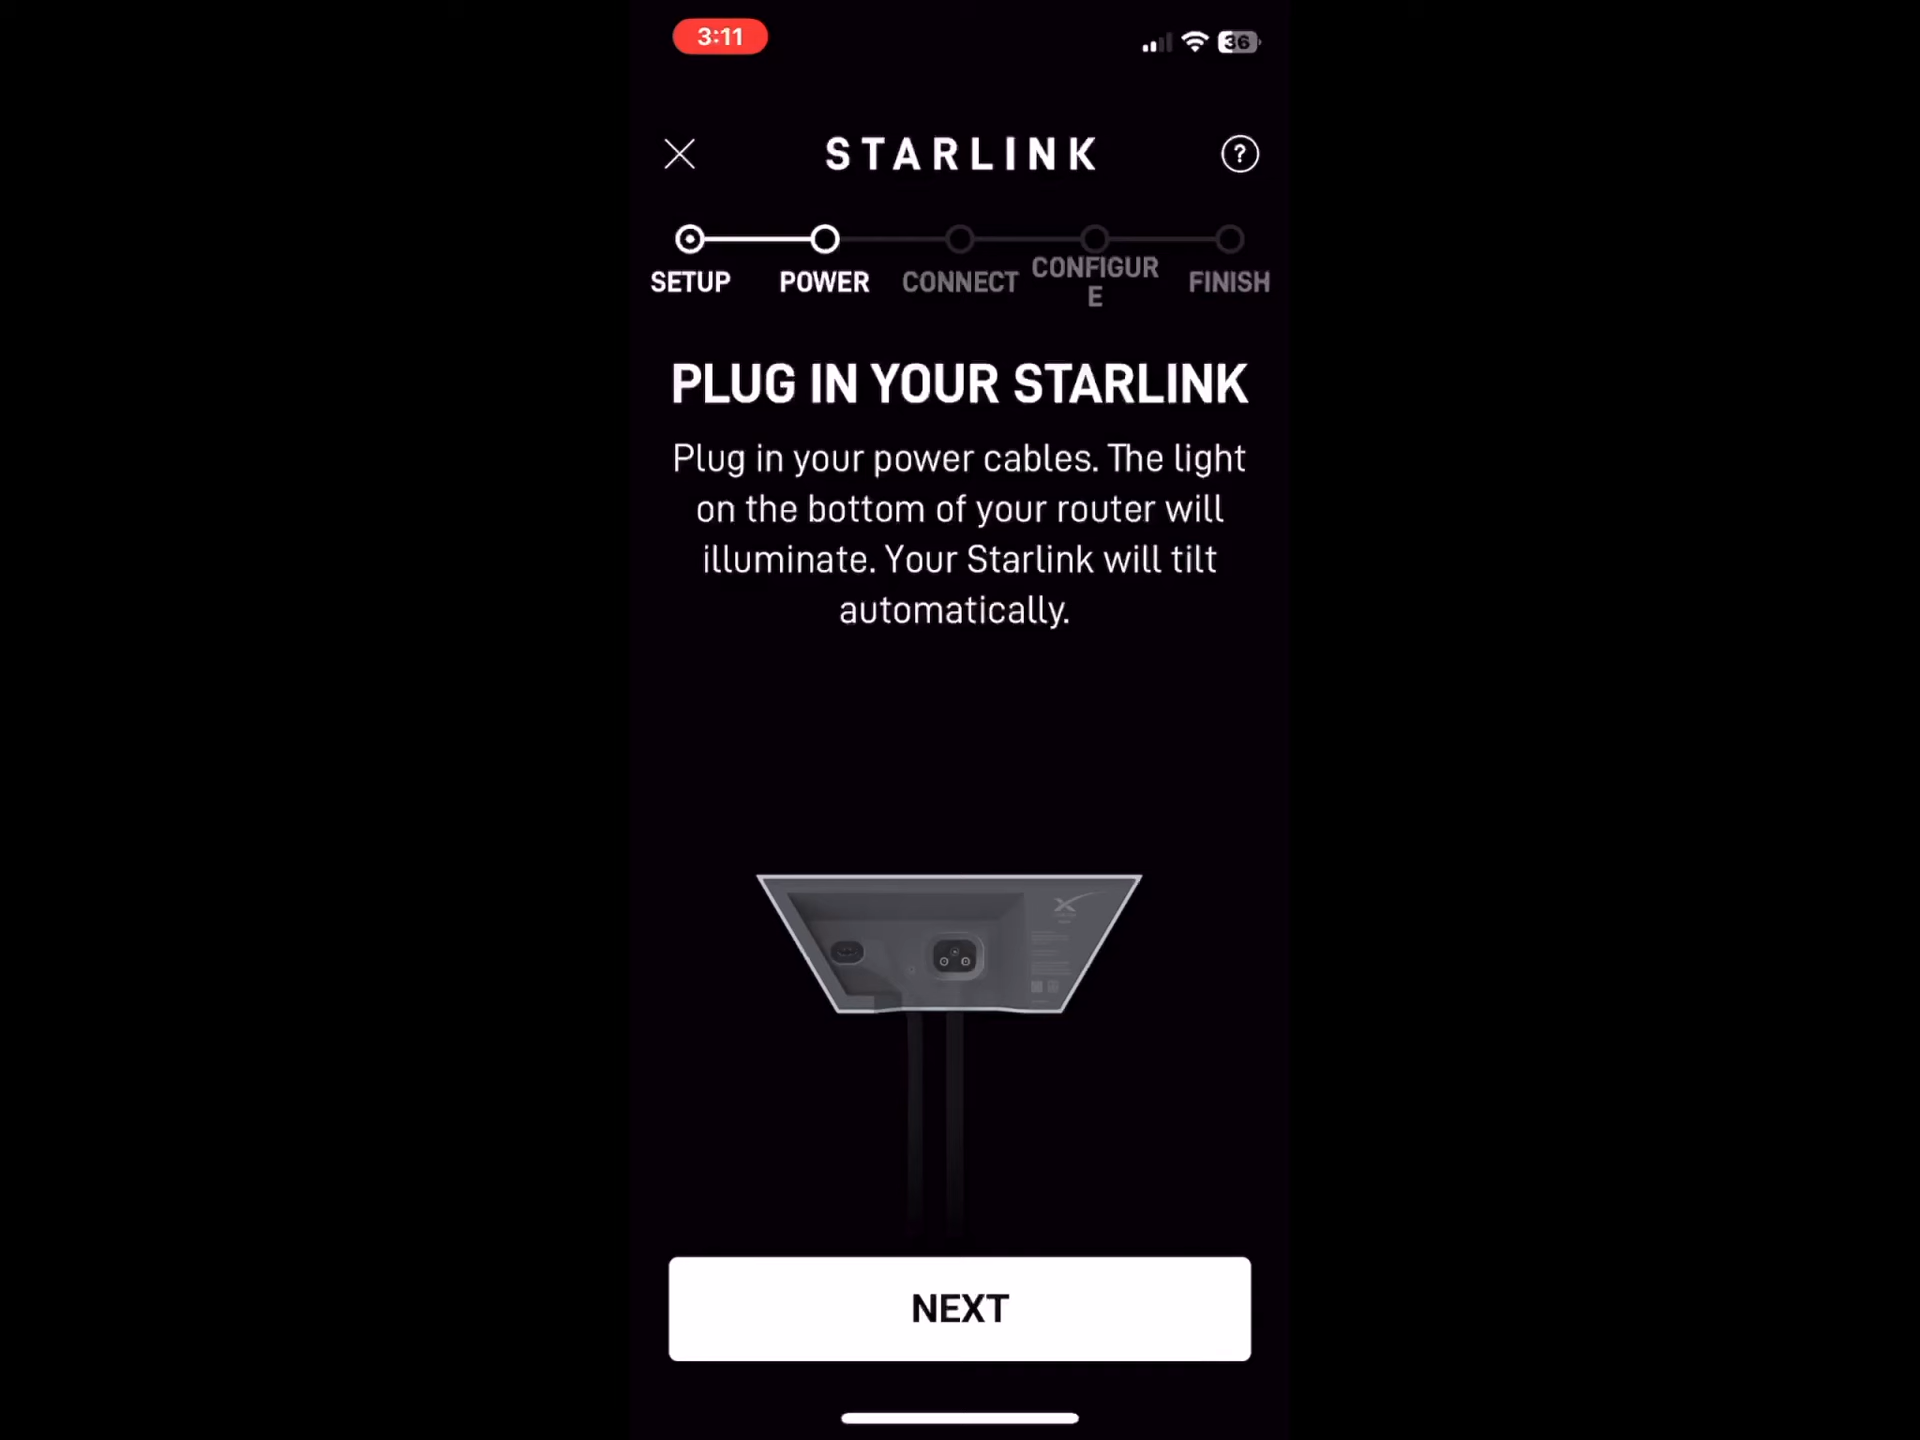 3:11
36
STARLINK
?
SETUP
POWER
CONNECT
CONFIGUR
E
FINISH
PLUG IN YOUR STARLINK
Plug in your power cables. The light
on the bottom of your router will
illuminate. Your Starlink will tilt
automatically.
NEXT